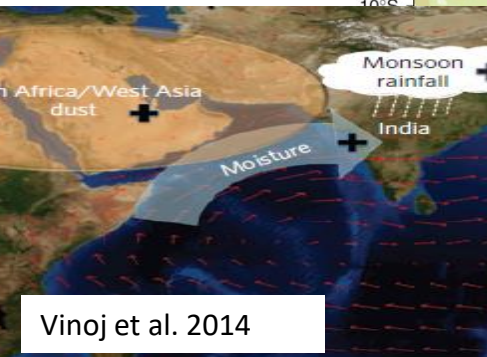 10°S
Monsoon
rainfall
Africa/West Asia
dust
India
Moisture
Vinoj et al. 2014